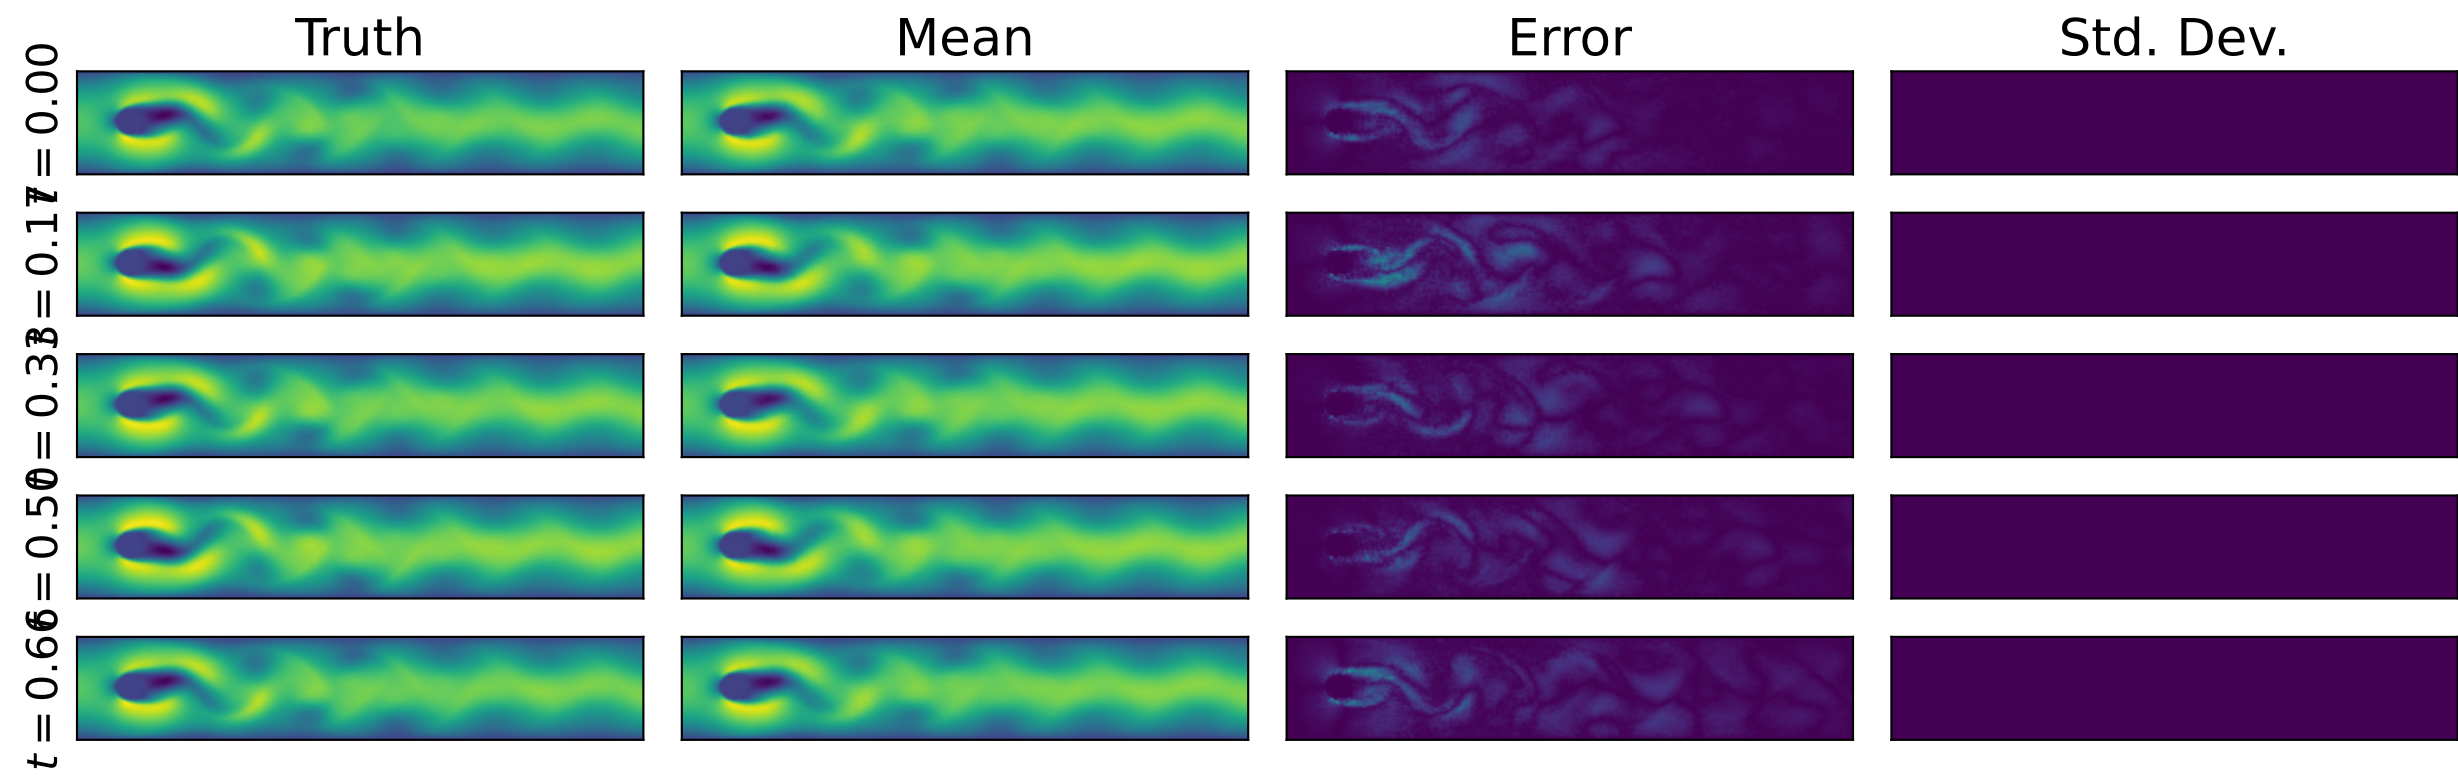 Truth Mean Error Std. Dev.
t = 0.00
t = 0.17
t = 0.33
t = 0.50
t = 0.66